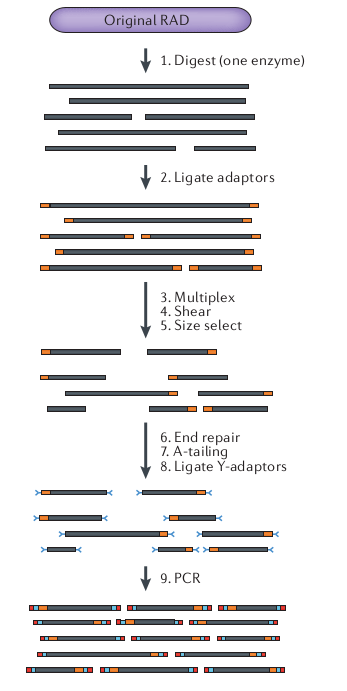 Original RAD
1. Digest (one enzyme)
2. Ligate adaptors
3. Multiplex
4. Shear
5. Size select
6. End repair
7. A-tailing
8. Ligate Y-adaptors
9. PCR